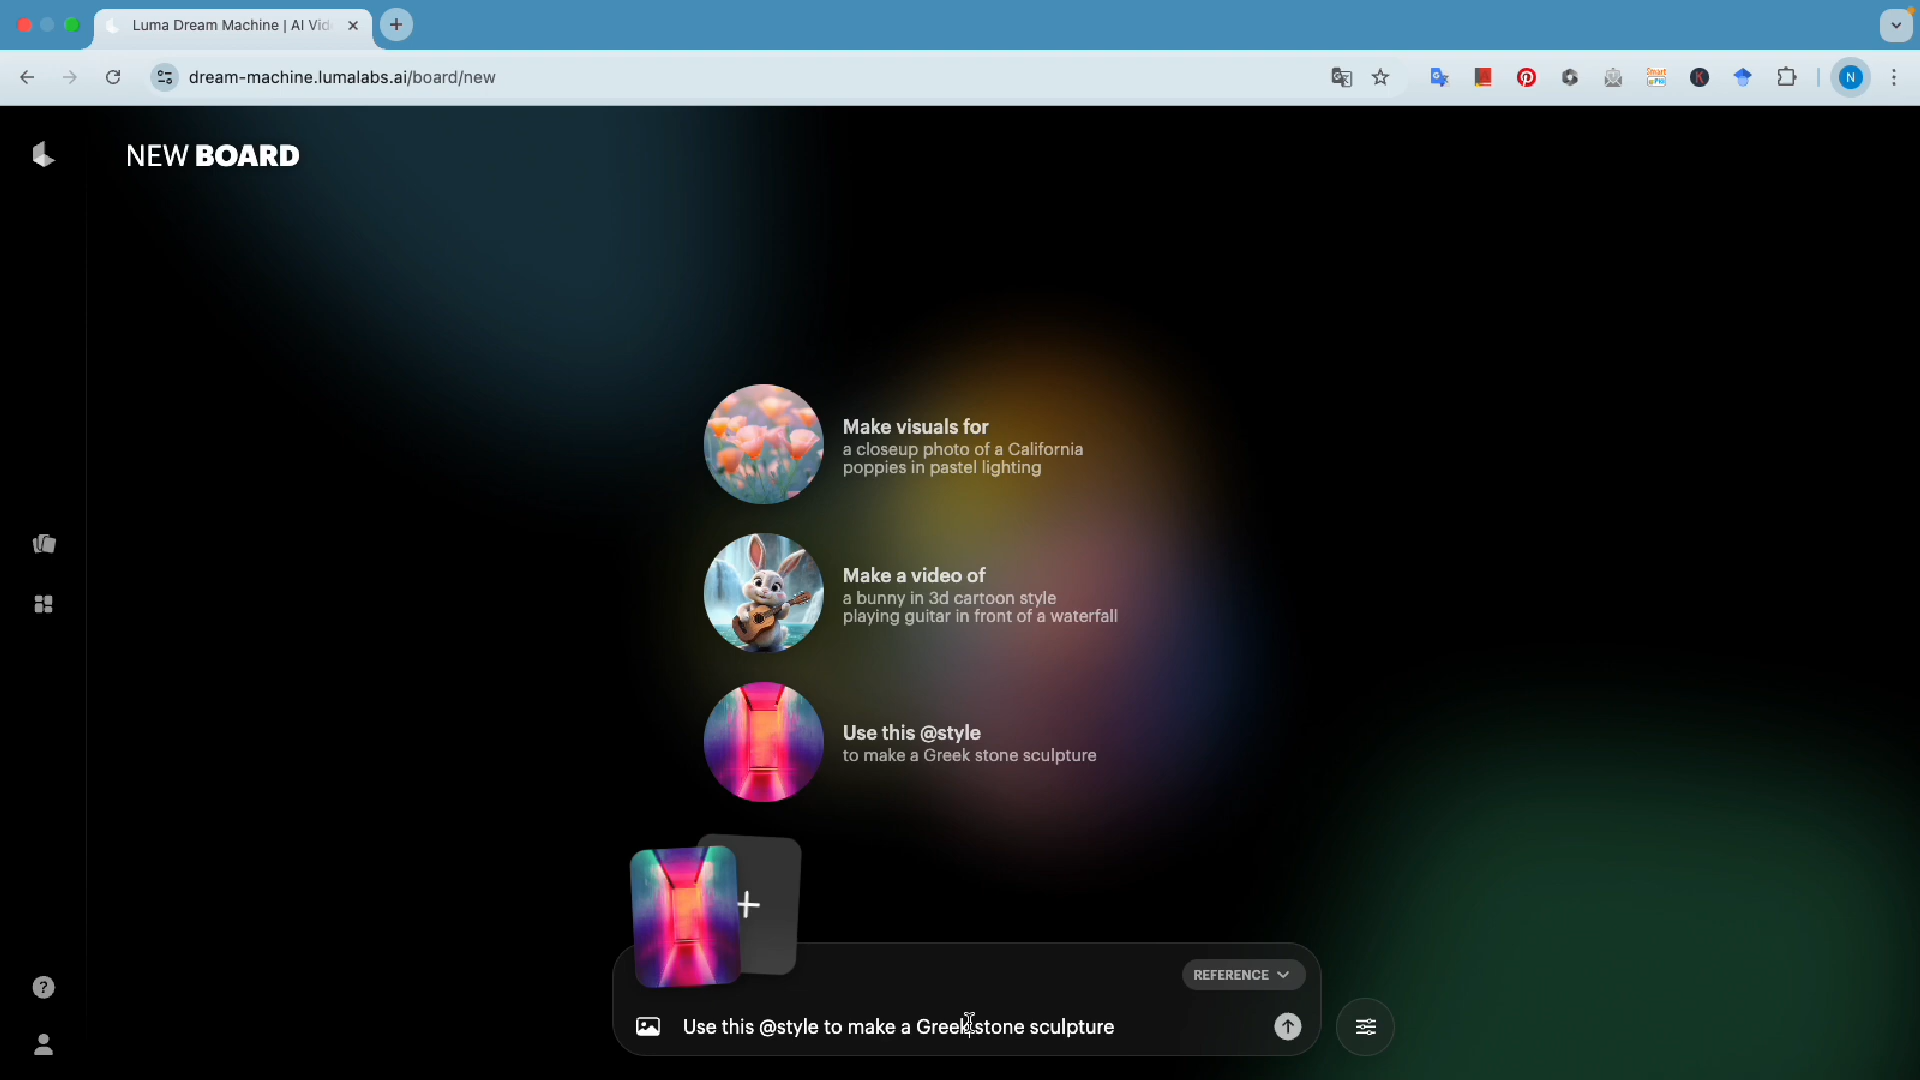 Luma Dream Machine | AI Vid
dream-machine.lumalabs.ai/board/new
N
NEW BOARD
Make visuals for
a closeup photo of a California
poppies in pastel lighting
Make a video of
a bunny in 3d cartoon style
playing guitar in front of a waterfall
Use this @style
to make a Greek stone sculpture
REFERENCE
Use this @style to make a Greek stone sculpture